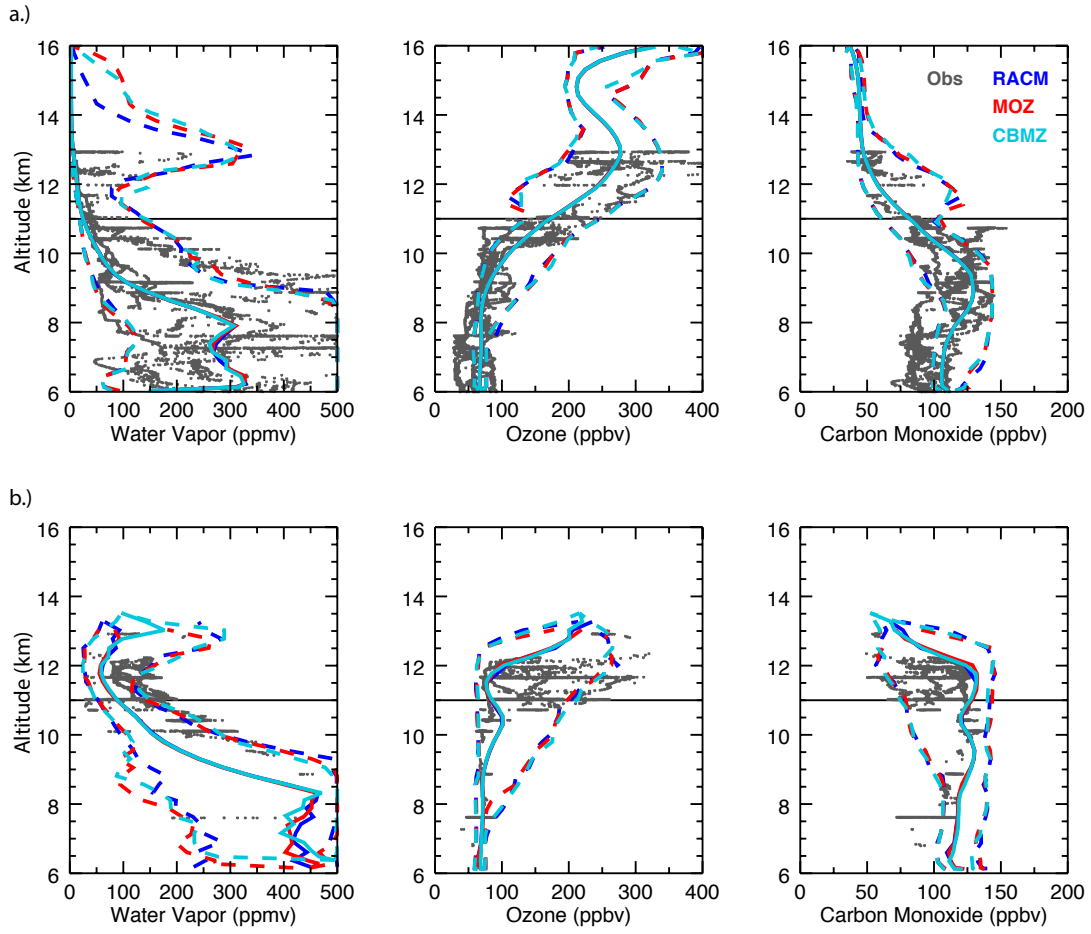 a.)
16
14
12
10
8
6
Altitude (km)
0 100 200 300 400 500
Water Vapor (ppmv)
0 100 200 300 400
Ozone (ppbv)
16
14
12
10
8
6
16
14
12
10
8
6
0 50 100 150 200
Carbon Monoxide (ppbv)
Obs RACM
MOZ
CBMZ
b.)
16
14
12
10
8
6
Altitude (km)
0 100 200 300 400 500
Water Vapor (ppmv)
16
14
12
10
8
6
0 100 200 300 400
Ozone (ppbv)
16
14
12
10
8
6
0 50 100 150 200
Carbon Monoxide (ppbv)